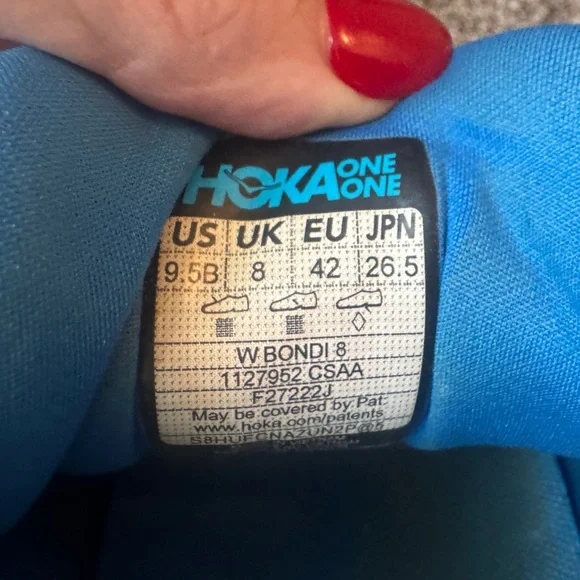 HOKA ONE ONE
US UK EU JPN
9.5B 8 42 26.5
W BONDI 8
1127952 CSAA
F27222J
May be covered by Pat:
www.hoka.com/patents